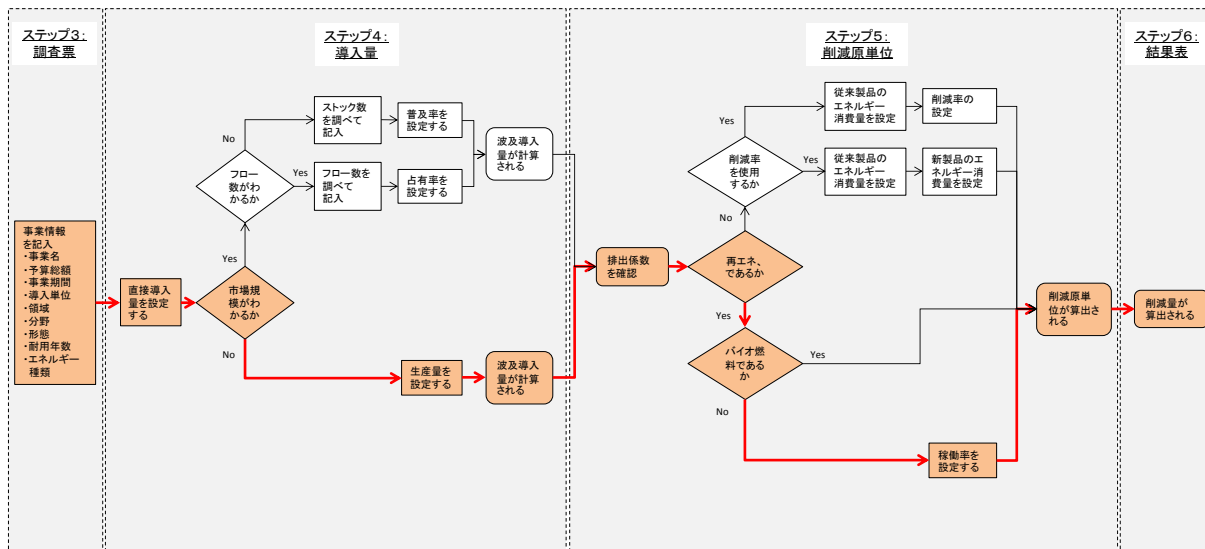 ステップ3:
調査票
事業情報
を記入
・事業名
・予算総額
・事業期間
・導入単位
・領域
・分野
・形態
・耐用年数
・エネルギー
種類
ステップ4:
導入量
直接導入
量を設定
する
市場規
模がわ
かるか
Yes
No
フロー
数がわ
かるか
No
Yes
ストック数
を調べて
記入
普及率を
設定する
フロー数を
調べて
記入
占有率を
設定する
波及導入
量が計算
される
生産量を
設定する
波及導入
量が計算
される
ステップ5:
削減原単位
排出係数
を確認
再エネ、
であるか
No
Yes
削減率
を使用
するか
Yes
Yes
従来製品の
エネルギー
消費量を設定
削減率の
設定
従来製品の
エネルギー
消費量を設定
新製品のエ
ネルギー消
費量を設定
バイオ燃
料である
か
Yes
No
稼働率を
設定する
削減原単
位が算出さ
れる
ステップ6:
結果表
削減量が
算出される